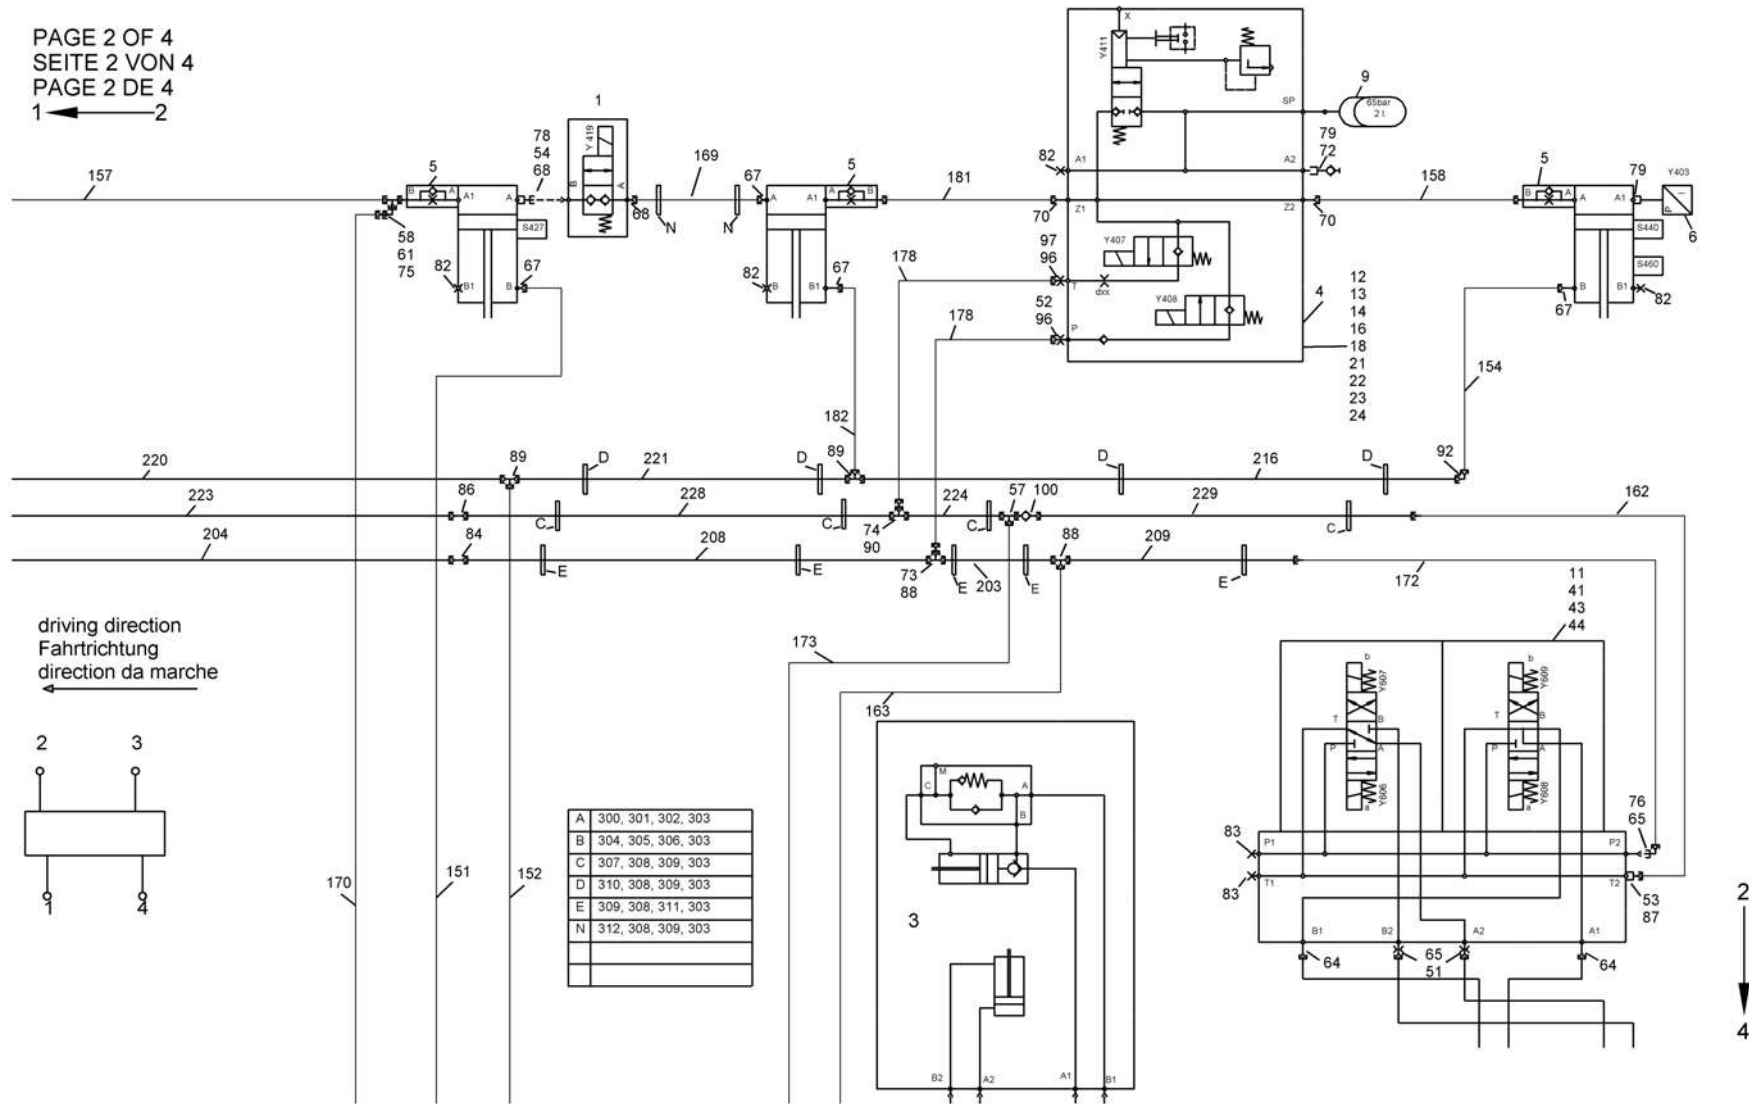 PAGE 2 OF 4
SEITE 2 VON 4
PAGE 2 DE 4
1 2
X
Y411
SP
9
65bar
2 l
1
Y 419
B
A
78
54
68
169
157
5
B A
A1 A
S427
58
61
75
82
B1 B
67
68
N N
67
5
A A1
A B
82
B
67
181
82
A1 A2
79
72
70
Z1 Z2
70
158
5
B A
A A1
79
Y403
P
6
S440
S460
B B1
67
82
97
96
178
T
dxx
Y407
Y408
52
96
178
P
4
12
13
14
16
18
21
22
23
24
154
182
220
89
D
221
D
89
D
216
D
92
223
86
C
228
C
74
90
224
C
57
100
229
C
162
204
84
E
208
E
73
88
E
203
E
88
209
E
172
driving direction
Fahrtrichtung
direction da marche
2 3
1 4
173
163
11
41
43
44
b
Y607
T B
P A
a
Y606
b
Y609
T B
P A
a
Y608
83
P1 P2
76
65
83
T1 T2
53
87
B1 B2 A2 A1
64
65
51
64
2
4
170
151
152
A 300, 301, 302, 303
B 304, 305, 306, 303
C 307, 308, 309, 303
D 310, 308, 309, 303
E 309, 308, 311, 303
N 312, 308, 309, 303
M
C A
B
3
B2 A2 A1 B1